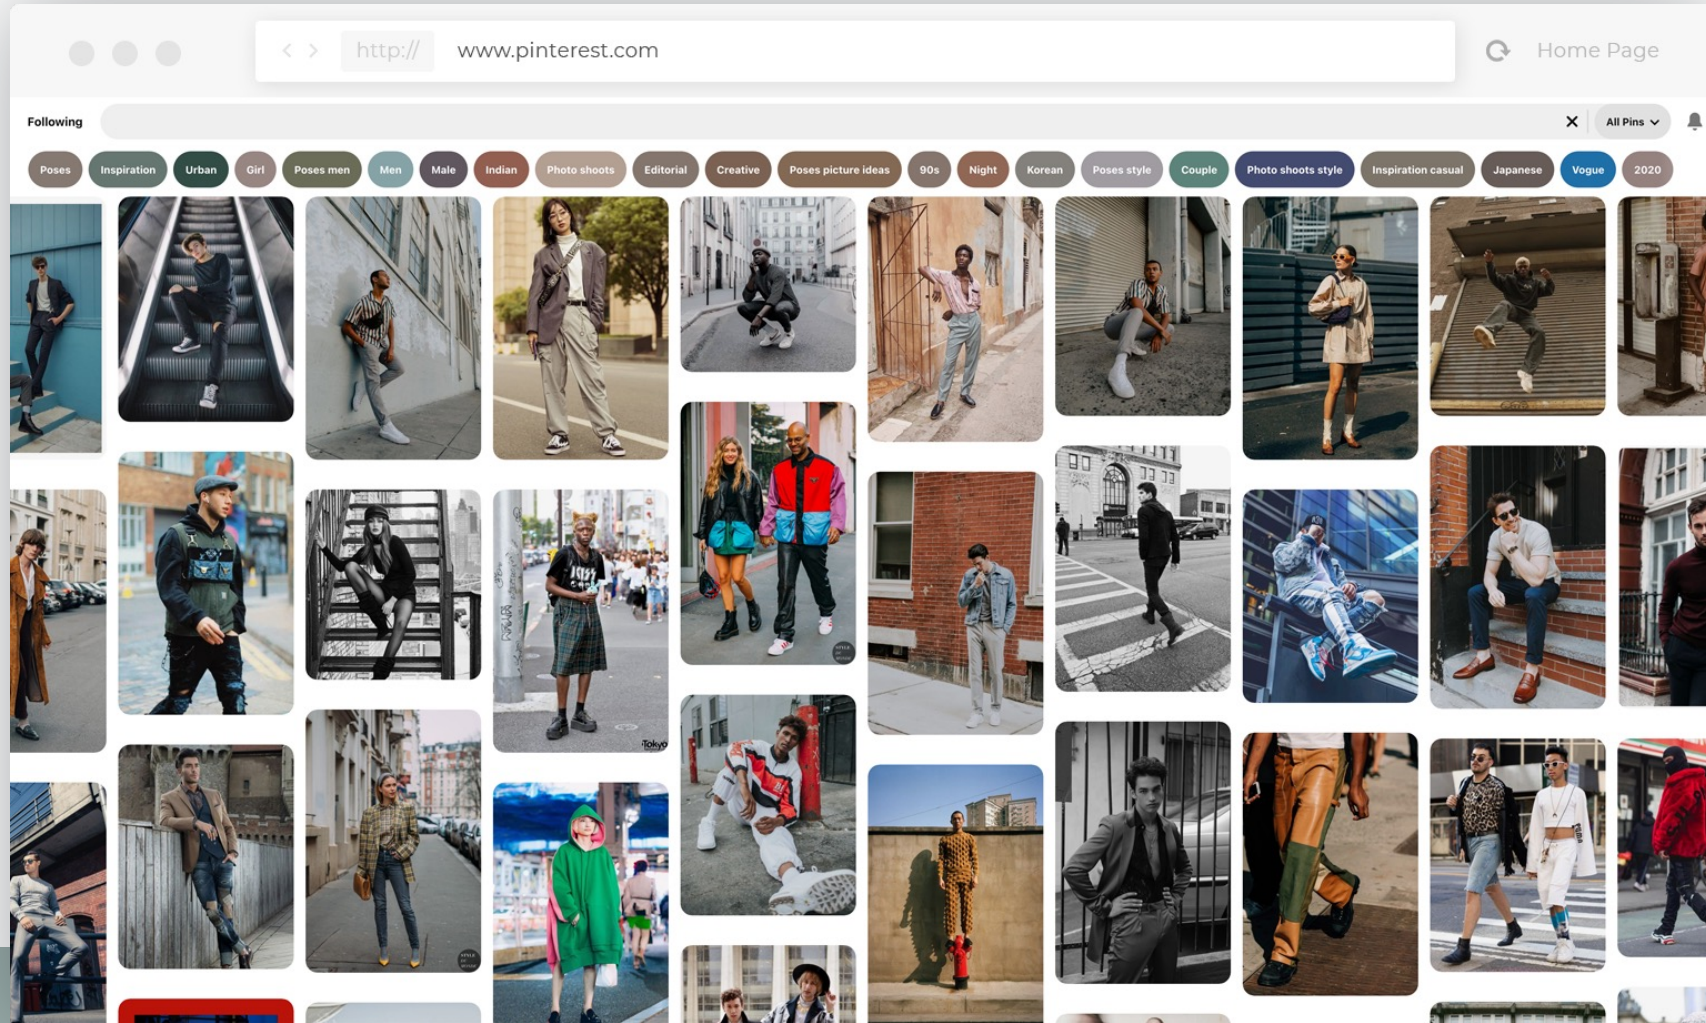 http:// www.pinterest.com Home Page
Following All Pins
Poses Inspiration Urban Girl Poses men Men Male Indian Photo shoots Editorial Creative Poses picture ideas 90s Night Korean Poses style Couple Photo shoots style Inspiration casual Japanese Vogue 2020
Tokyo